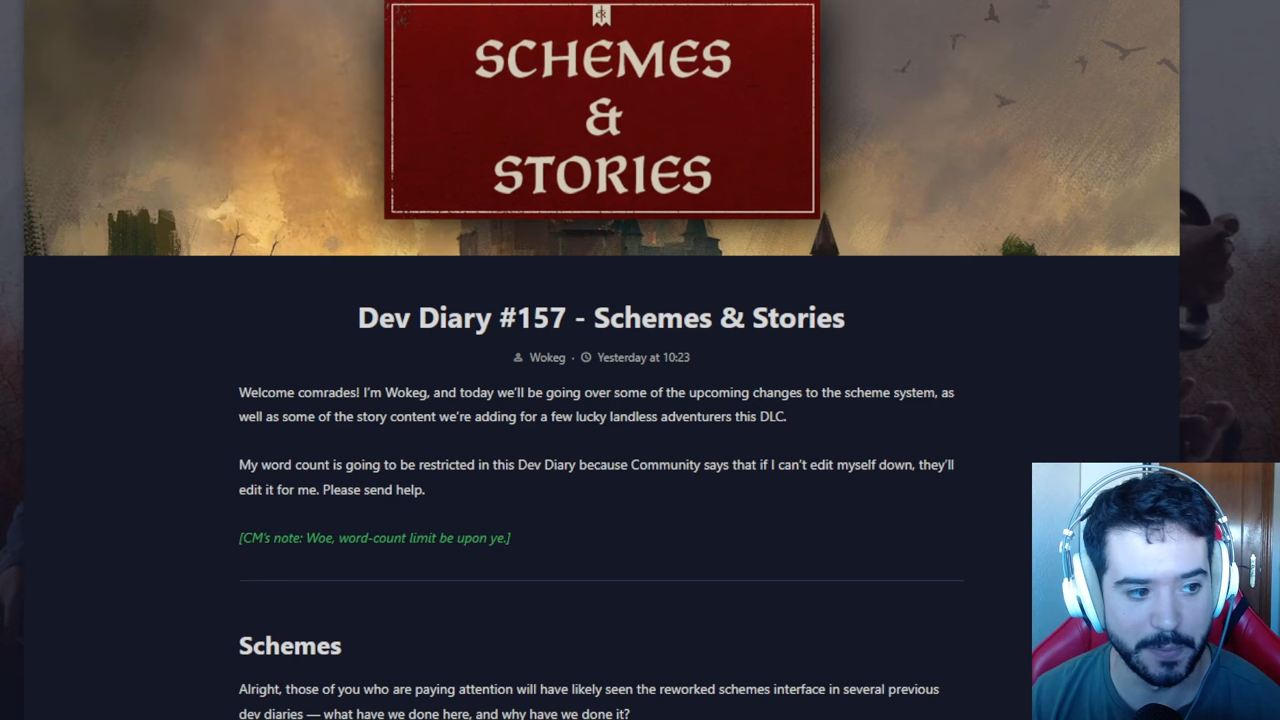 SCHEMES
&
STORIES
Dev Diary #157 - Schemes & Stories
Wokeg · Yesterday at 10:23
Welcome comrades! I'm Wokeg, and today we'll be going over some of the upcoming changes to the scheme system, as
well as some of the story content we're adding for a few lucky landless adventurers this DLC.
My word count is going to be restricted in this Dev Diary because Community says that if I can't edit myself down, they'll
edit it for me. Please send help.
[CM's note: Woe, word-count limit be upon ye.]
Schemes
Alright, those of you who are paying attention will have likely seen the reworked schemes interface in several previous
dev diaries — what have we done here, and why have we done it?